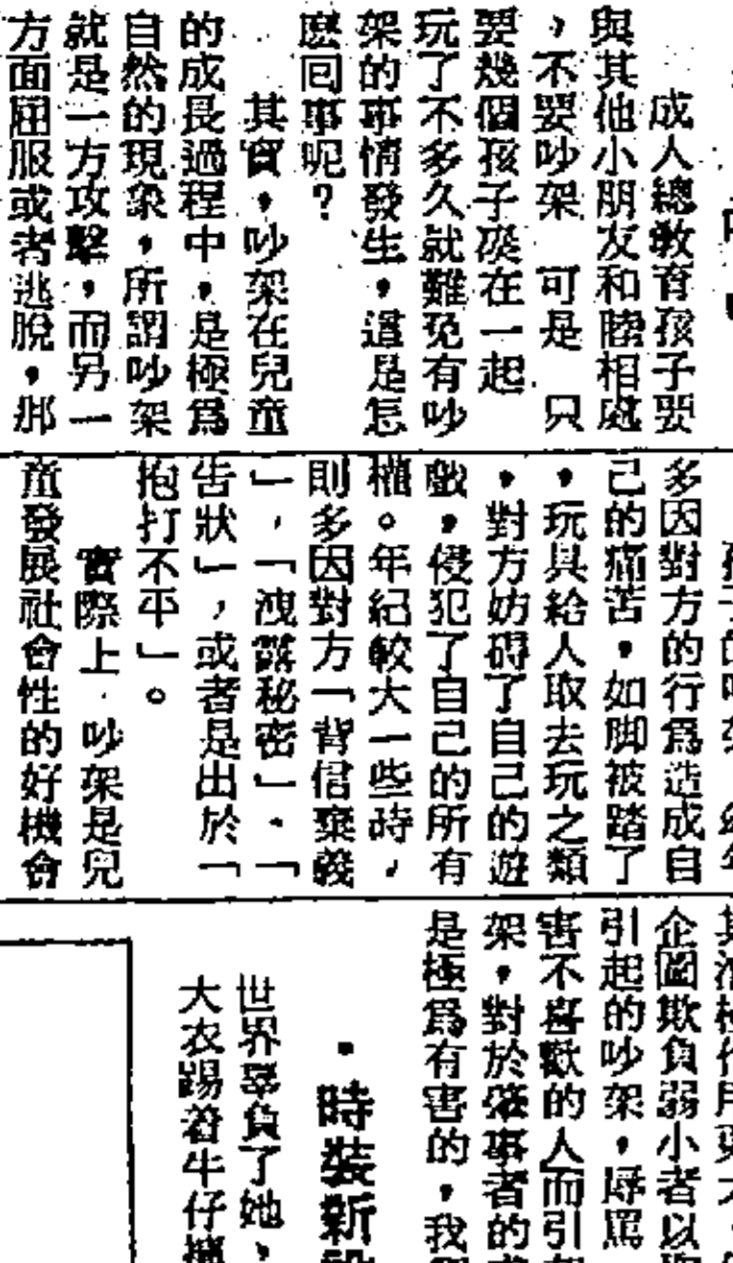 成人總教育孩子要
與其他小朋友和睦相處
，不要吵架 可是 只
要幾個孩子湊在一起
玩了不多久就難免有吵
架的事情發生，這是怎
麽回事呢？
其實，吵架在兒童
的成長過程中，是極爲
自然的現象，所謂吵架
就是一方攻擊，而另一
方面屈服或者逃脫，那
多因對方的行爲造成自
己的痛苦，如脚被踏了
，玩具給人取去玩之類
，對方妨碍了自己的遊
戲，侵犯了自己的所有
權。年紀較大一些時，
則多因對方「背信棄義
」，「洩露秘密」、「
告狀」，或者是出於「
抱打不平」。
實際上，吵架是兒
童發展社會性的好機會
企圖欺負弱小者以
引起的吵架，辱罵
害不喜歡的人而引
架，對於肇事者的
是極爲有害的，我
·時裝新
世界辜負了她，
大衣踢着牛仔